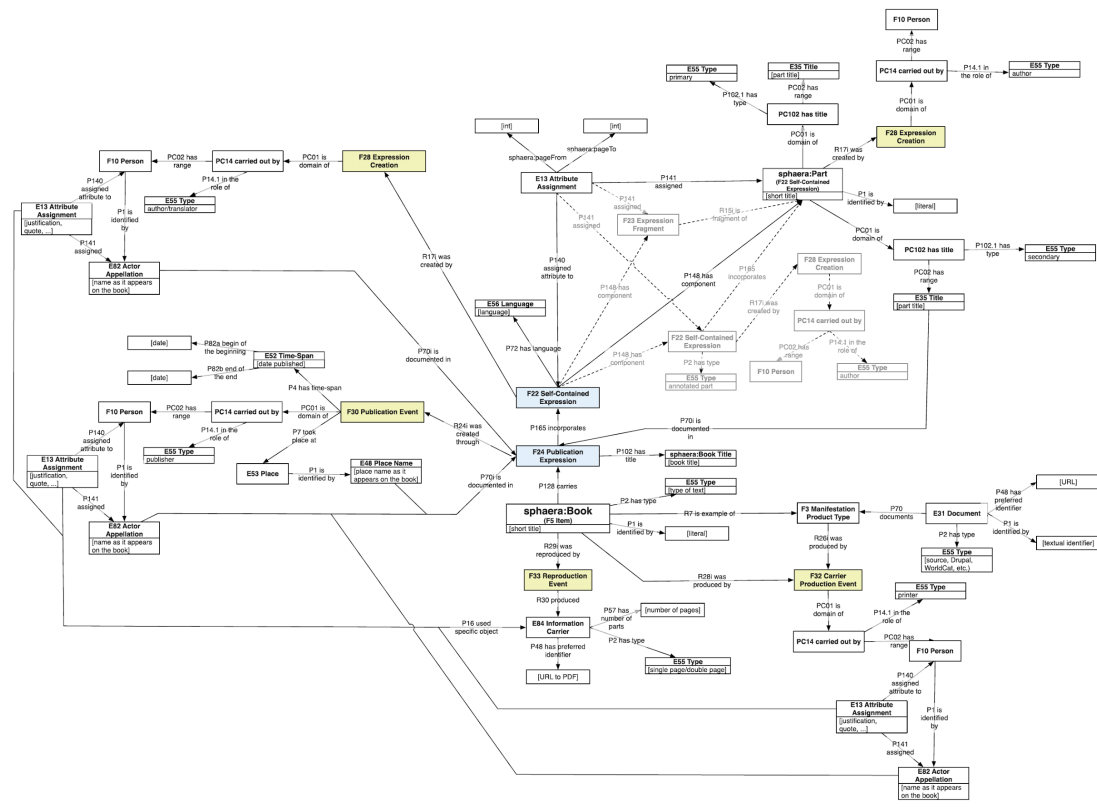 F10 Person
PC02 has
range
PC14 carried out by
P14.1 in
the role of
E55 Type
author
PC01 is
domain of
F28 Expression
Creation
R17i was
created by
E55 Type
primary
E35 Title
[part title]
P102.1 has
type
PC02 has
range
PC102 has title
PC01 is
domain of
[int]
[int]
sphaera:pageFrom
sphaera:pageTo
E13 Attribute
Assignment
P141
assigned
sphaera:Part
(F22 Self-Contained
Expression)
[short title]
P1 is
identified by
[literal]
PC01 is
domain of
PC102 has title
P102.1 has
type
E55 Type
secondary
PC02 has
range
E35 Title
[part title]
F10 Person
PC02 has
range
PC14 carried out by
PC01 is
domain of
F28 Expression
Creation
P140
assigned
attribute to
P14.1 in the
role of
E55 Type
author/translator
E13 Attribute
Assignment
[justification,
quote, ...]
P1 is
identified
by
P141
assigned
E82 Actor
Appellation
[name as it appears
on the book]
R17i was
created by
P141
assigned
F23 Expression
Fragment
R15i is
fragment of
P141
assigned
P140
assigned
attribute to
P148 has
component
P148 has
component
P165
incorporates
F28 Expression
Creation
PC01 is
domain of
R17i was
created by
PC14 carried out by
PC02 has
range
P14.1 in the
role of
F10 Person
E55 Type
author
E56 Language
[language]
P72 has language
P148 has
component
F22 Self-Contained
Expression
P2 has type
E55 Type
annotated part
F22 Self-Contained
Expression
P70i is
documented in
P70i is
documented
in
P165 incorporates
F24 Publication
Expression
P102 has
title
sphaera:Book Title
[book title]
[date]
P82a begin of
the beginning
E52 Time-Span
[date published]
[date]
P82b end of
the end
P4 has time-span
F10 Person
PC02 has
range
PC14 carried out by
PC01 is
domain of
F30 Publication Event
R24i was
created
through
P140
assigned
attribute to
P14.1 in the
role of
E55 Type
publisher
P7 took
place at
E13 Attribute
Assignment
[justification,
quote, ...]
P1 is
identified
by
E53 Place
P1 is
identified
by
E48 Place Name
[place name as it
appears on the book]
P70i is
documented in
P141
assigned
E82 Actor
Appellation
[name as it appears
on the book]
P128 carries
sphaera:Book
(F5 Item)
[short title]
P2 has type
E55 Type
[type of text]
R7 is example of
P1 is
identified by
[literal]
F3 Manifestation
Product Type
P70
documents
E31 Document
P48 has
preferred
identifier
[URL]
P1 is
identified
by
[textual identifier]
P2 has type
E55 Type
[source, Drupal,
WorldCat, etc.)
R29i was
reproduced by
R26i was
produced by
F33 Reproduction
Event
R28i was
produced by
F32 Carrier
Production Event
R30 produced
P57 has
number of
parts
[number of pages]
P16 used
specific object
E84 Information
Carrier
P2 has type
E55 Type
[single page/double page]
P48 has preferred
identifier
[URL to PDF]
PC01 is
domain of
E55 Type
printer
P14.1 in the
role of
PC14 carried out by
PC02 has
range
F10 Person
P140
assigned
attribute to
E13 Attribute
Assignment
[justification,
quote, ...]
P1 is
identified
by
P141
assigned
E82 Actor
Appellation
[name as it appears
on the book]